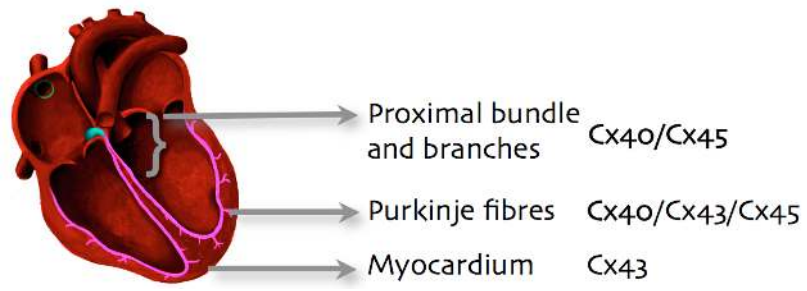 Proximal bundle
and branches Cx40/Cx45
Purkinje fibres Cx40/Cx43/Cx45
Myocardium Cx43